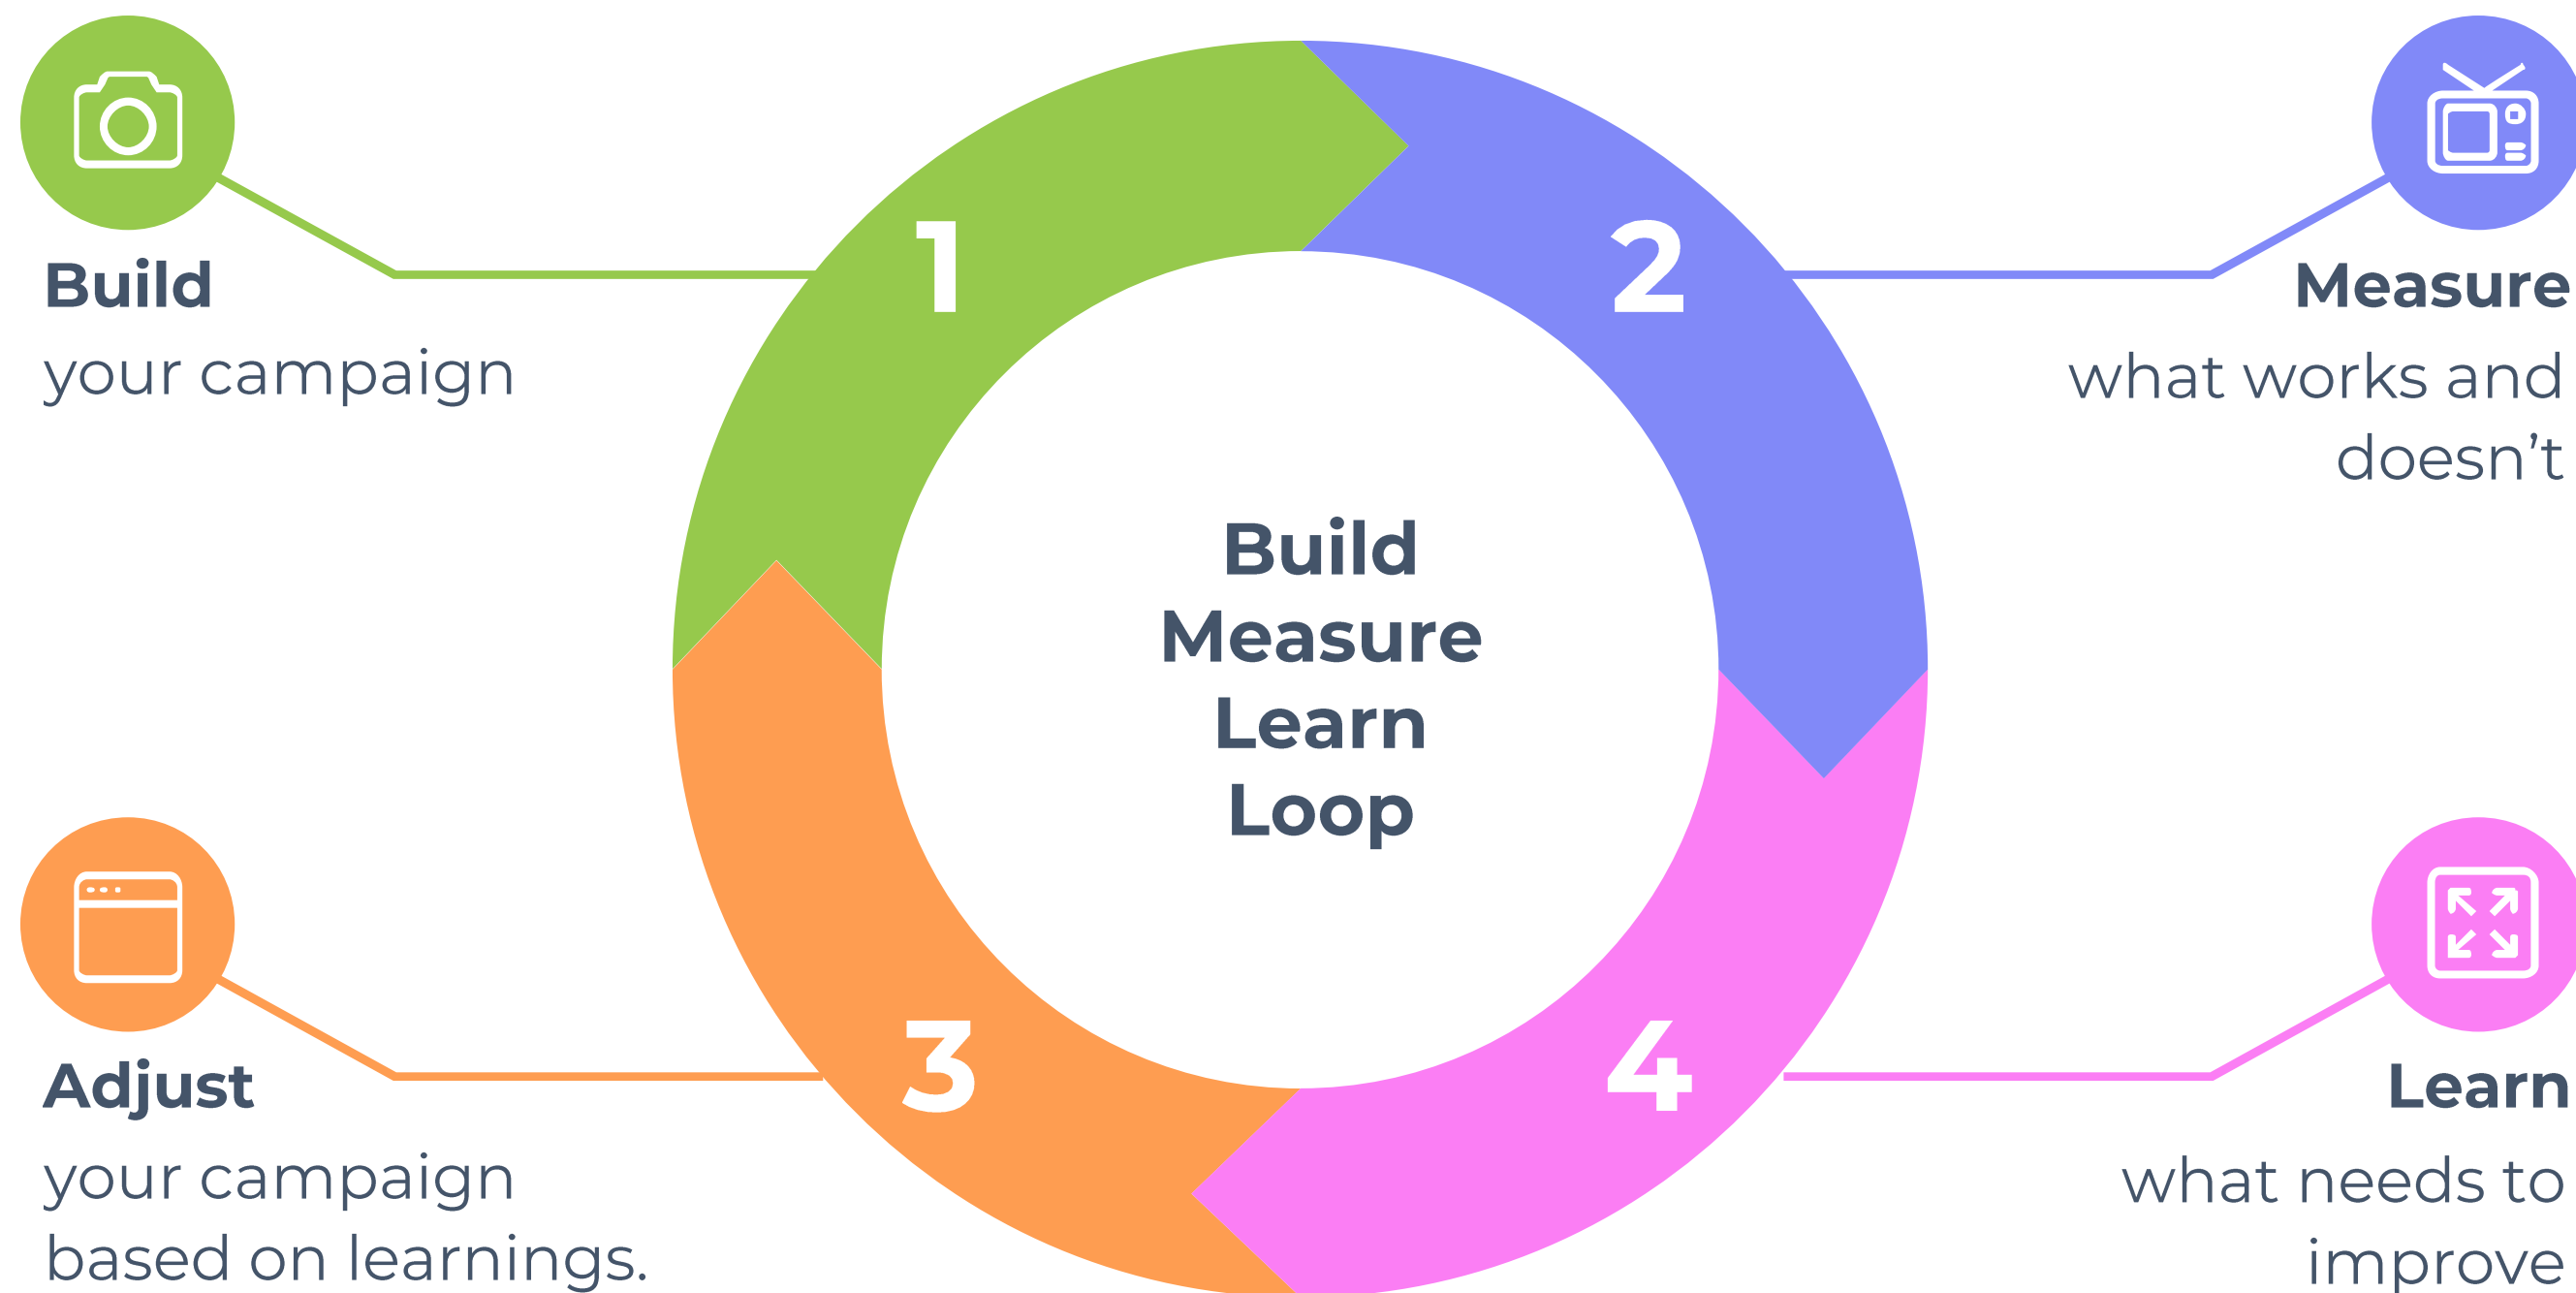 1
Build
your campaign
2
Measure
what works and
doesn’t
Build
Measure
Learn
Loop
3
Adjust
your campaign
based on learnings.
4
Learn
what needs to
improve